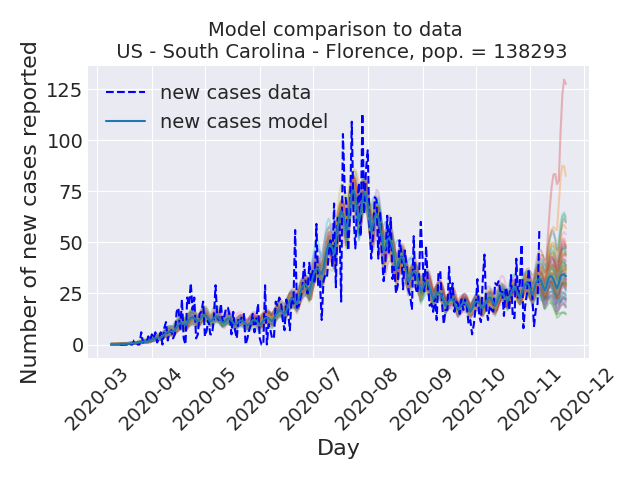 Model comparison to data
US - South Carolina - Florence, pop. = 138293
Number of new cases reported
125
100
75
50
25
0
new cases data
new cases model
2020-03
2020-04
2020-05
2020-06
2020-07
2020-08
2020-09
2020-10
2020-11
2020-12
Day